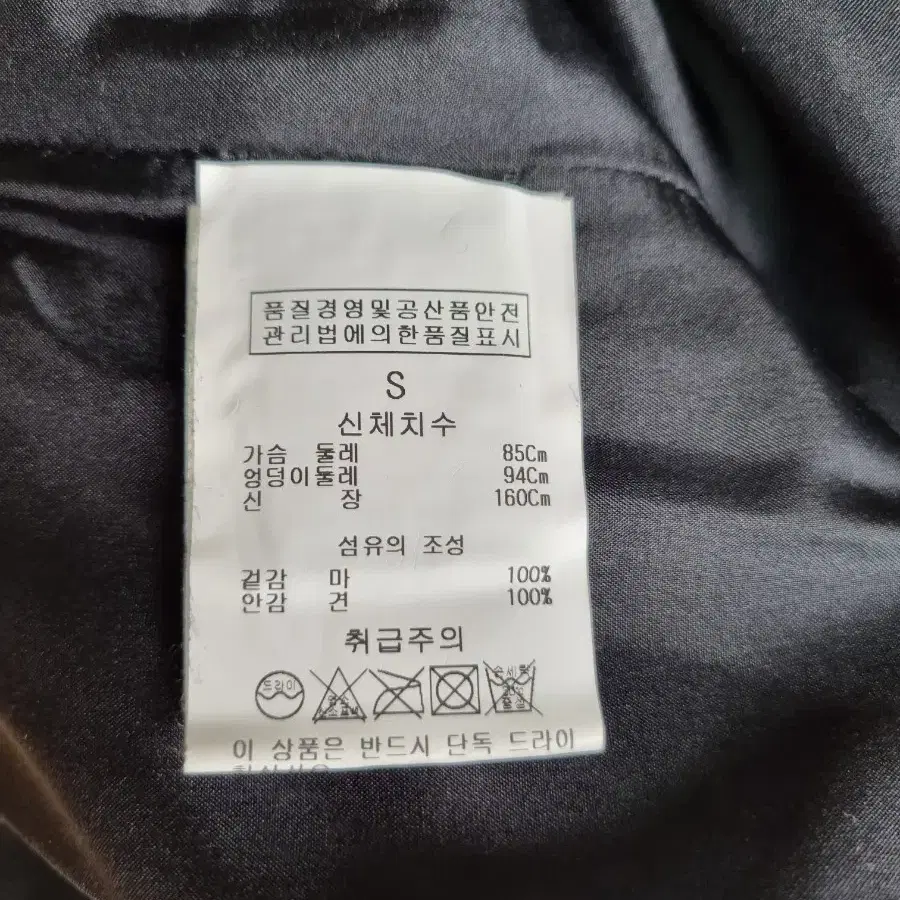 품질경영및공산품안전
관리법에의한품질표시
S
신체치수
가슴 둘레 85Cm
엉덩이둘레 94Cm
신 장 160Cm
섬유의 조성
겉감 마 100%
안감 견 100%
취급주의
드라이
손세탁
이 상품은 반드시 단독 드라이